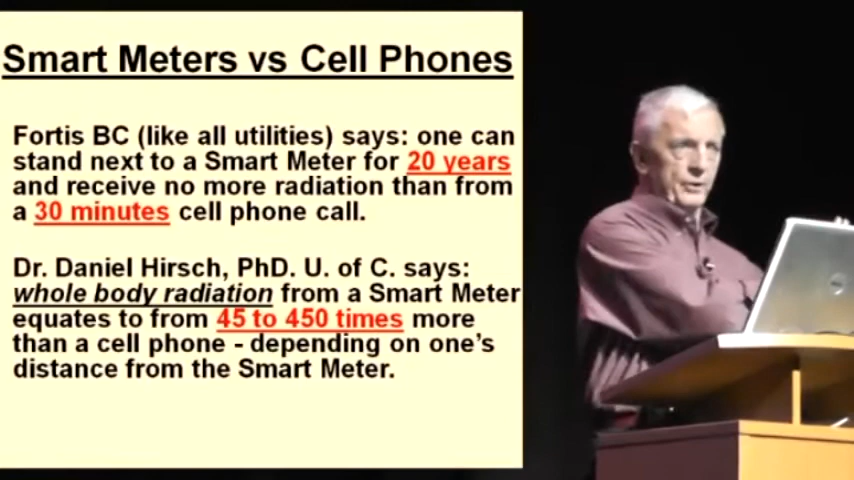 Smart Meters vs Cell Phones
Fortis BC (like all utilities) says: one can
stand next to a Smart Meter for 20 years
and receive no more radiation than from
a 30 minutes cell phone call.
Dr. Daniel Hirsch, PhD. U. of C. says:
whole body radiation from a Smart Meter
equates to from 45 to 450 times more
than a cell phone - depending on one's
distance from the Smart Meter.